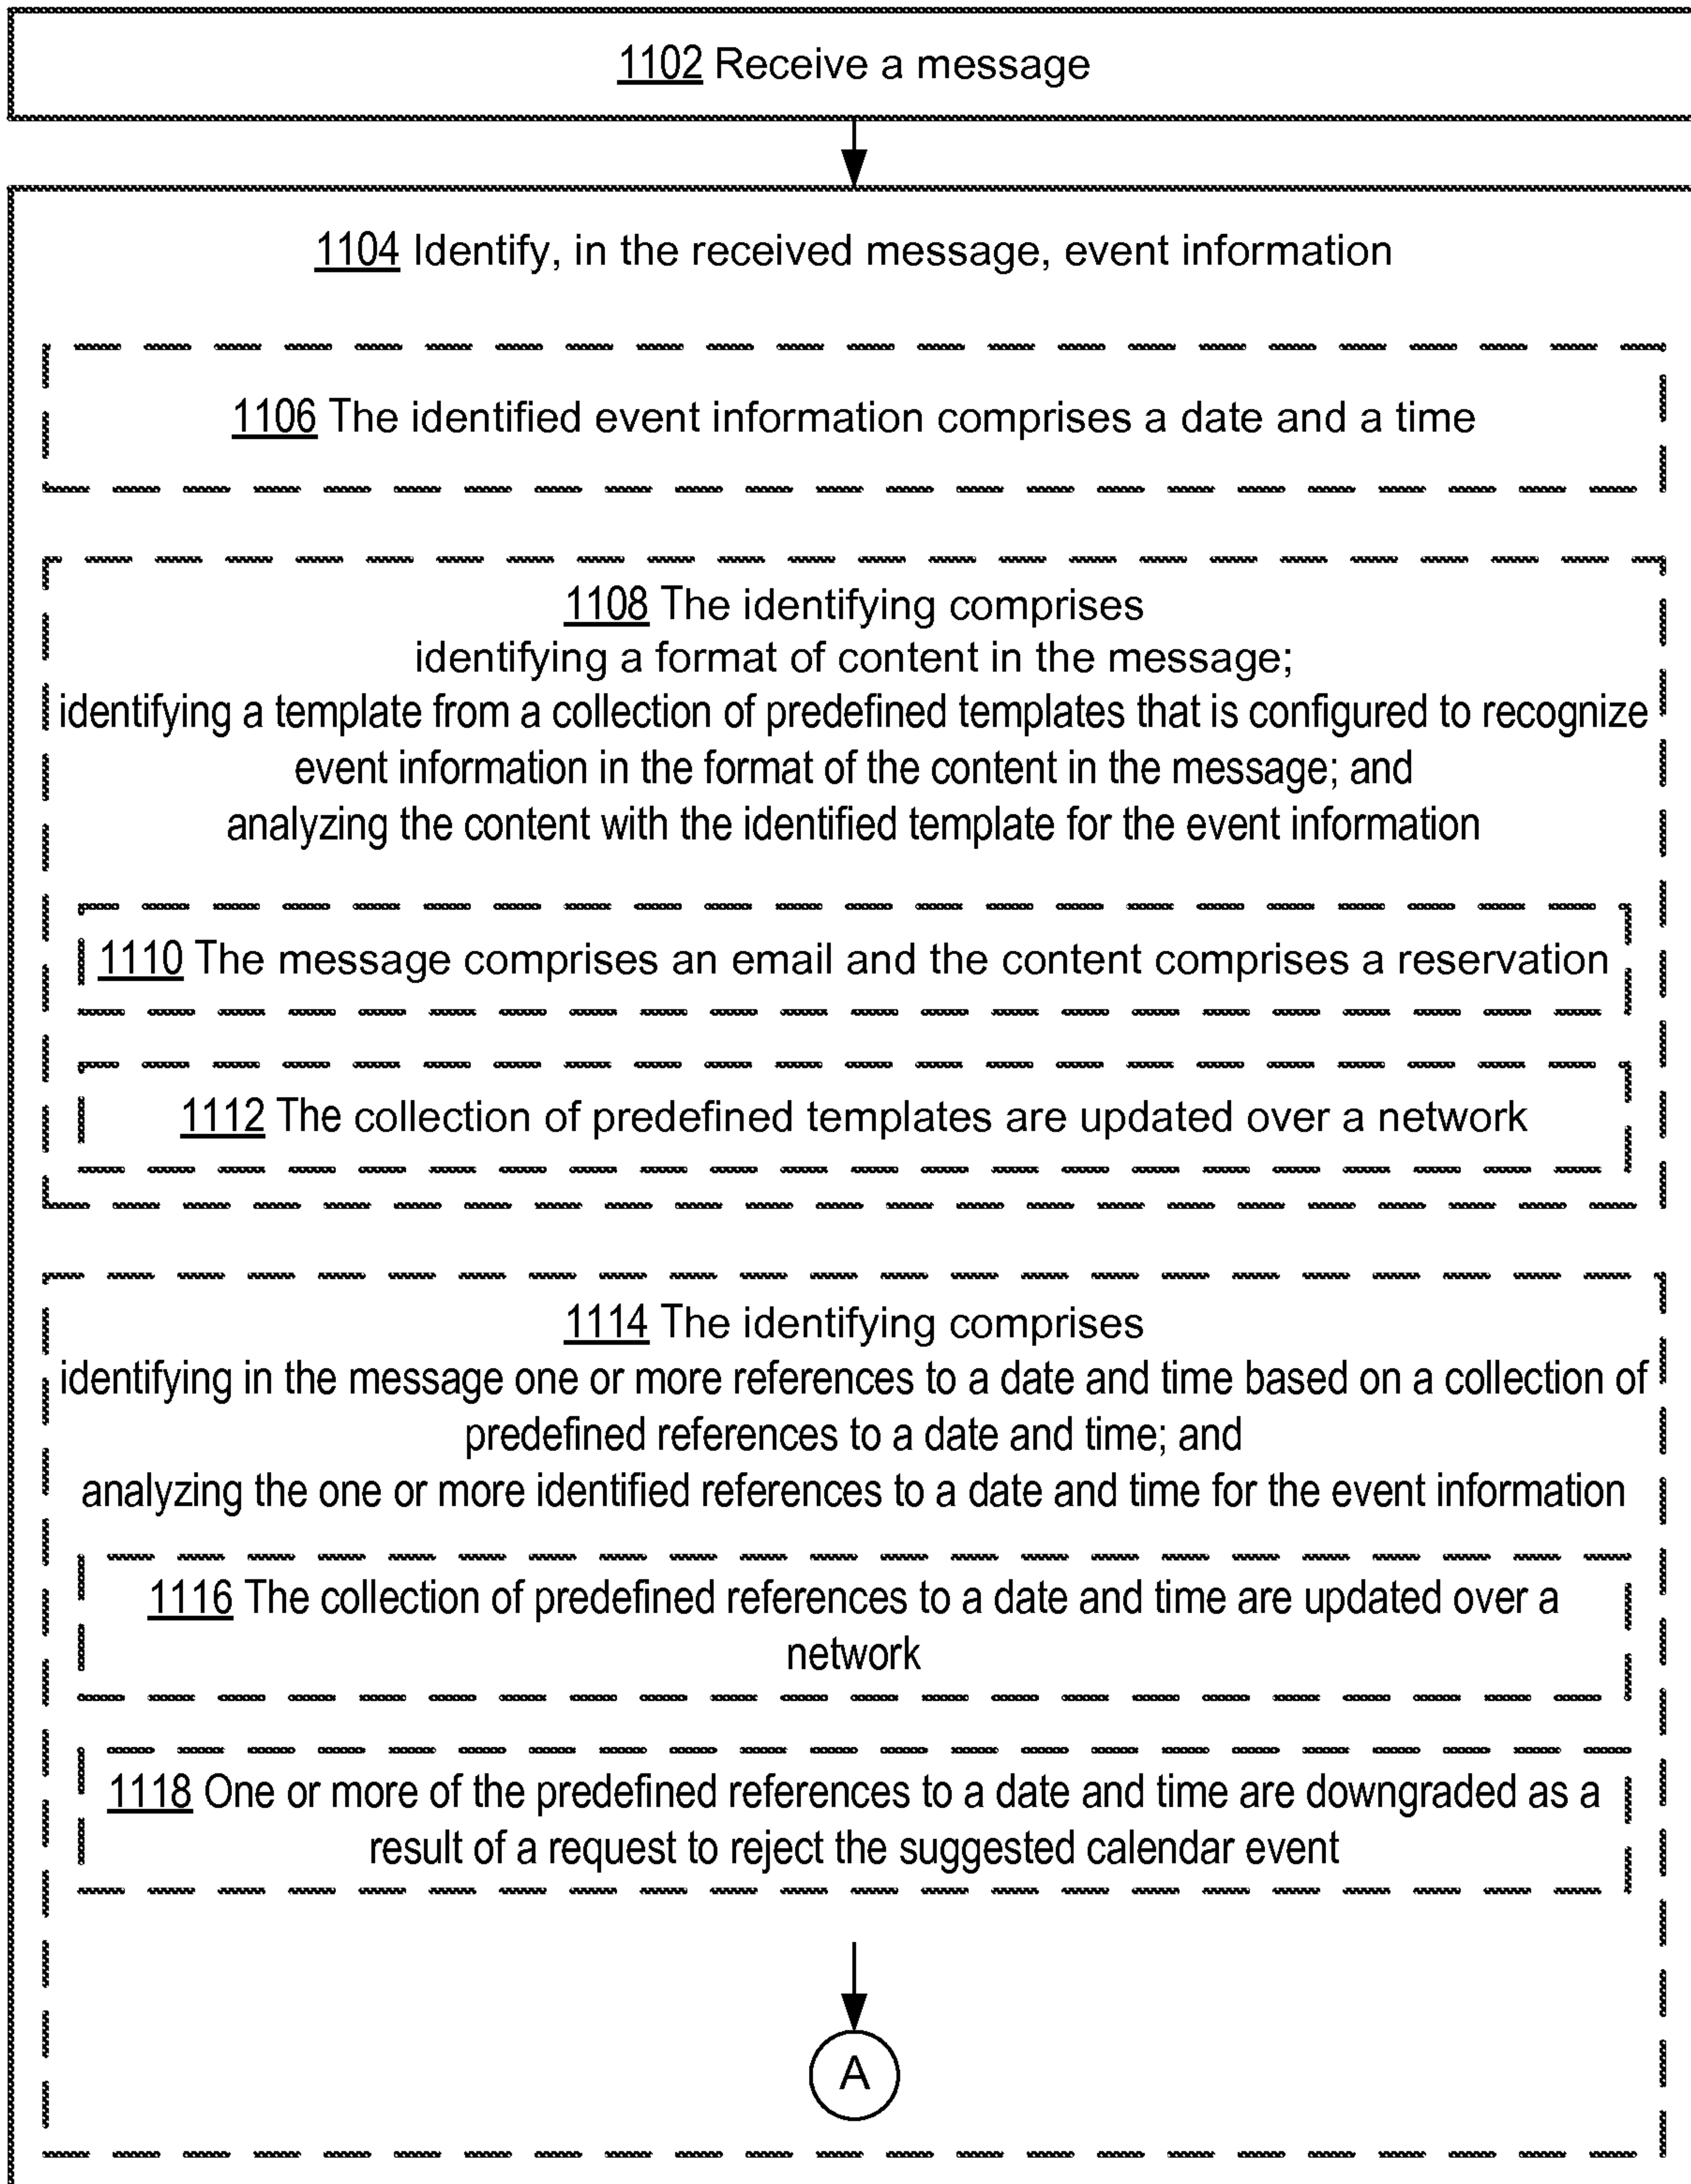 1102 Receive a message
1104 Identify, in the received message, event information
1106 The identified event information comprises a date and a time
1108 The identifying comprises
identifying a format of content in the message;
identifying a template from a collection of predefined templates that is configured to recognize
event information in the format of the content in the message; and
analyzing the content with the identified template for the event information
1110 The message comprises an email and the content comprises a reservation
1112 The collection of predefined templates are updated over a network
1114 The identifying comprises
identifying in the message one or more references to a date and time based on a collection of
predefined references to a date and time; and
analyzing the one or more identified references to a date and time for the event information
1116 The collection of predefined references to a date and time are updated over a
network
1118 One or more of the predefined references to a date and time are downgraded as a
result of a request to reject the suggested calendar event
A